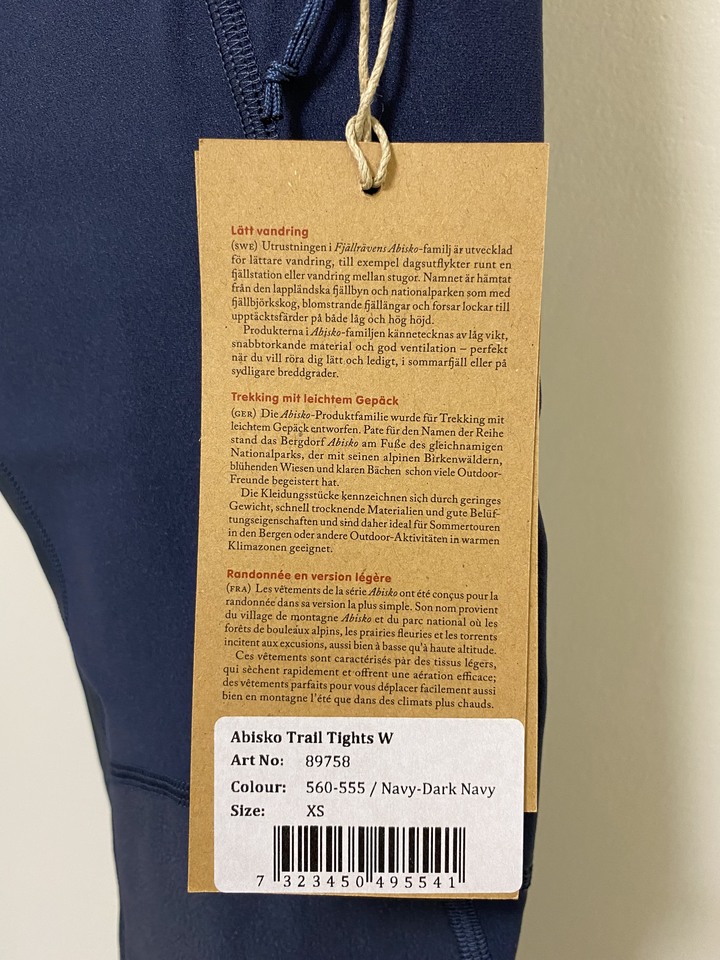 Lätt vandring
(SWE) Utrustningen i Fjällrävens Abisko-familj är utvecklad
för lättare vandring, till exempel dagsutflykter runt en
fjällstation eller vandring mellan stugor. Namnet är hämtat
från den lappländska fjällbyn och nationalparken som med
fjällbjörkskog, blomstrande fjällängar och forsar lockar till
upptäcktsfärder på både låg och hög höjd.
Produkterna i Abisko-familjen kännetecknas av låg vikt,
snabbtorkande material och god ventilation – perfekt
när du vill röra dig lätt och ledigt, i sommarfjäll eller på
sydligare breddgrader.
Trekking mit leichtem Gepäck
(GER) Die Abisko-Produktfamilie wurde für Trekking mit
leichtem Gepäck entworfen. Pate für den Namen der Reihe
stand das Bergdorf Abisko am Fuße des gleichnamigen
Nationalparks, der mit seinen alpinen Birkenwäldern,
blühenden Wiesen und klaren Bächen schon viele Outdoor-
Freunde begeistert hat.
Die Kleidungsstücke kennzeichnen sich durch geringes
Gewicht, schnell trocknende Materialien und gute Belüf-
tungseigenschaften und sind daher ideal für Sommertouren
in den Bergen oder andere Outdoor-Aktivitäten in warmen
Klimazonen geeignet.
Randonnée en version légère
(FRA) Les vêtements de la série Abisko ont été conçus pour la
randonnée dans sa version la plus simple. Son nom provient
du village de montagne Abisko et du parc national où les
forêts de bouleaux alpins, les prairies fleuries et les torrents
incitent aux excusions, aussi bien à basse qu'à haute altitude.
Ces vêtements sont caractérisés par des tissus légers,
qui sèchent rapidement et offrent une aération efficace;
des vêtements parfaits pour vous déplacer facilement aussi
bien en montagne l'été que dans des climats plus chauds.
Abisko Trail Tights W
Art No: 89758
Colour: 560-555 / Navy-Dark Navy
Size: XS
7 323450 495541